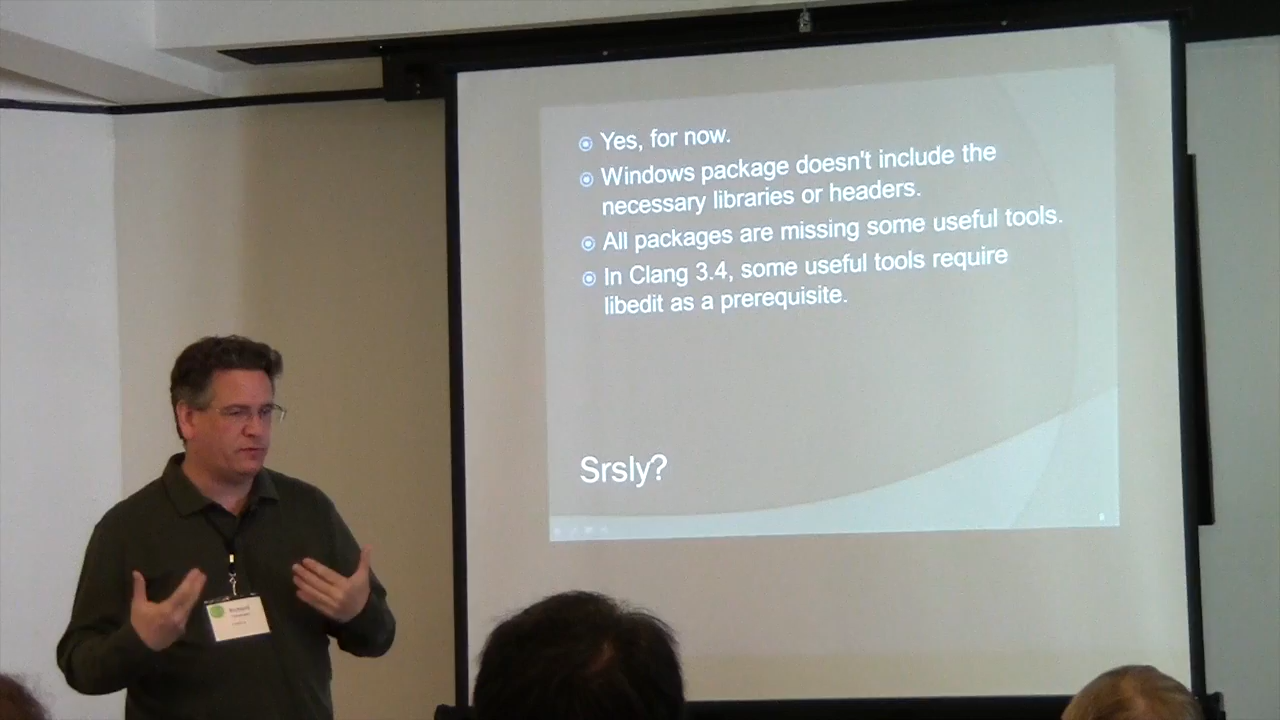 Yes, for now.
Windows package doesn't include the
necessary libraries or headers.
All packages are missing some useful tools.
In Clang 3.4, some useful tools require
libedit as a prerequisite.
Srsly?
Richard